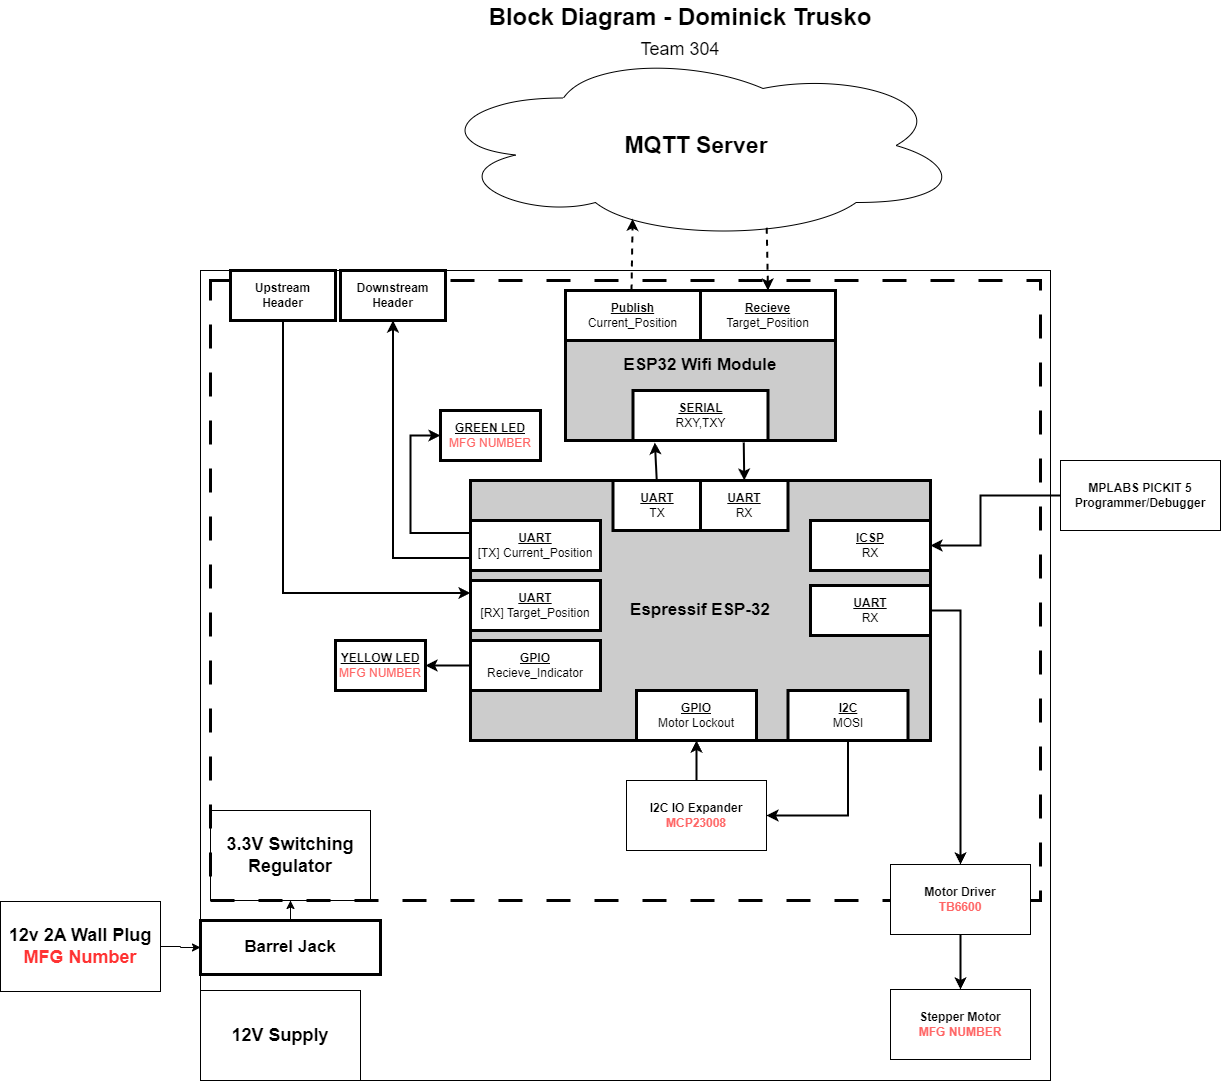 Block Diagram - Dominick Trusko
Team 304
MQTT Server
Upstream
Header
Downstream
Header
Publish
Current_Position
Recieve
Target_Position
ESP32 Wifi Module
SERIAL
RXY,TXY
GREEN LED
MFG NUMBER
UART
TX
UART
RX
MPLABS PICKIT 5
Programmer/Debugger
UART
[TX] Current_Position
ICSP
RX
UART
[RX] Target_Position
Espressif ESP-32
UART
RX
YELLOW LED
MFG NUMBER
GPIO
Recieve_Indicator
GPIO
Motor Lockout
I2C
MOSI
I2C IO Expander
MCP23008
3.3V Switching
Regulator
Motor Driver
TB6600
12v 2A Wall Plug
MFG Number
Barrel Jack
12V Supply
Stepper Motor
MFG NUMBER